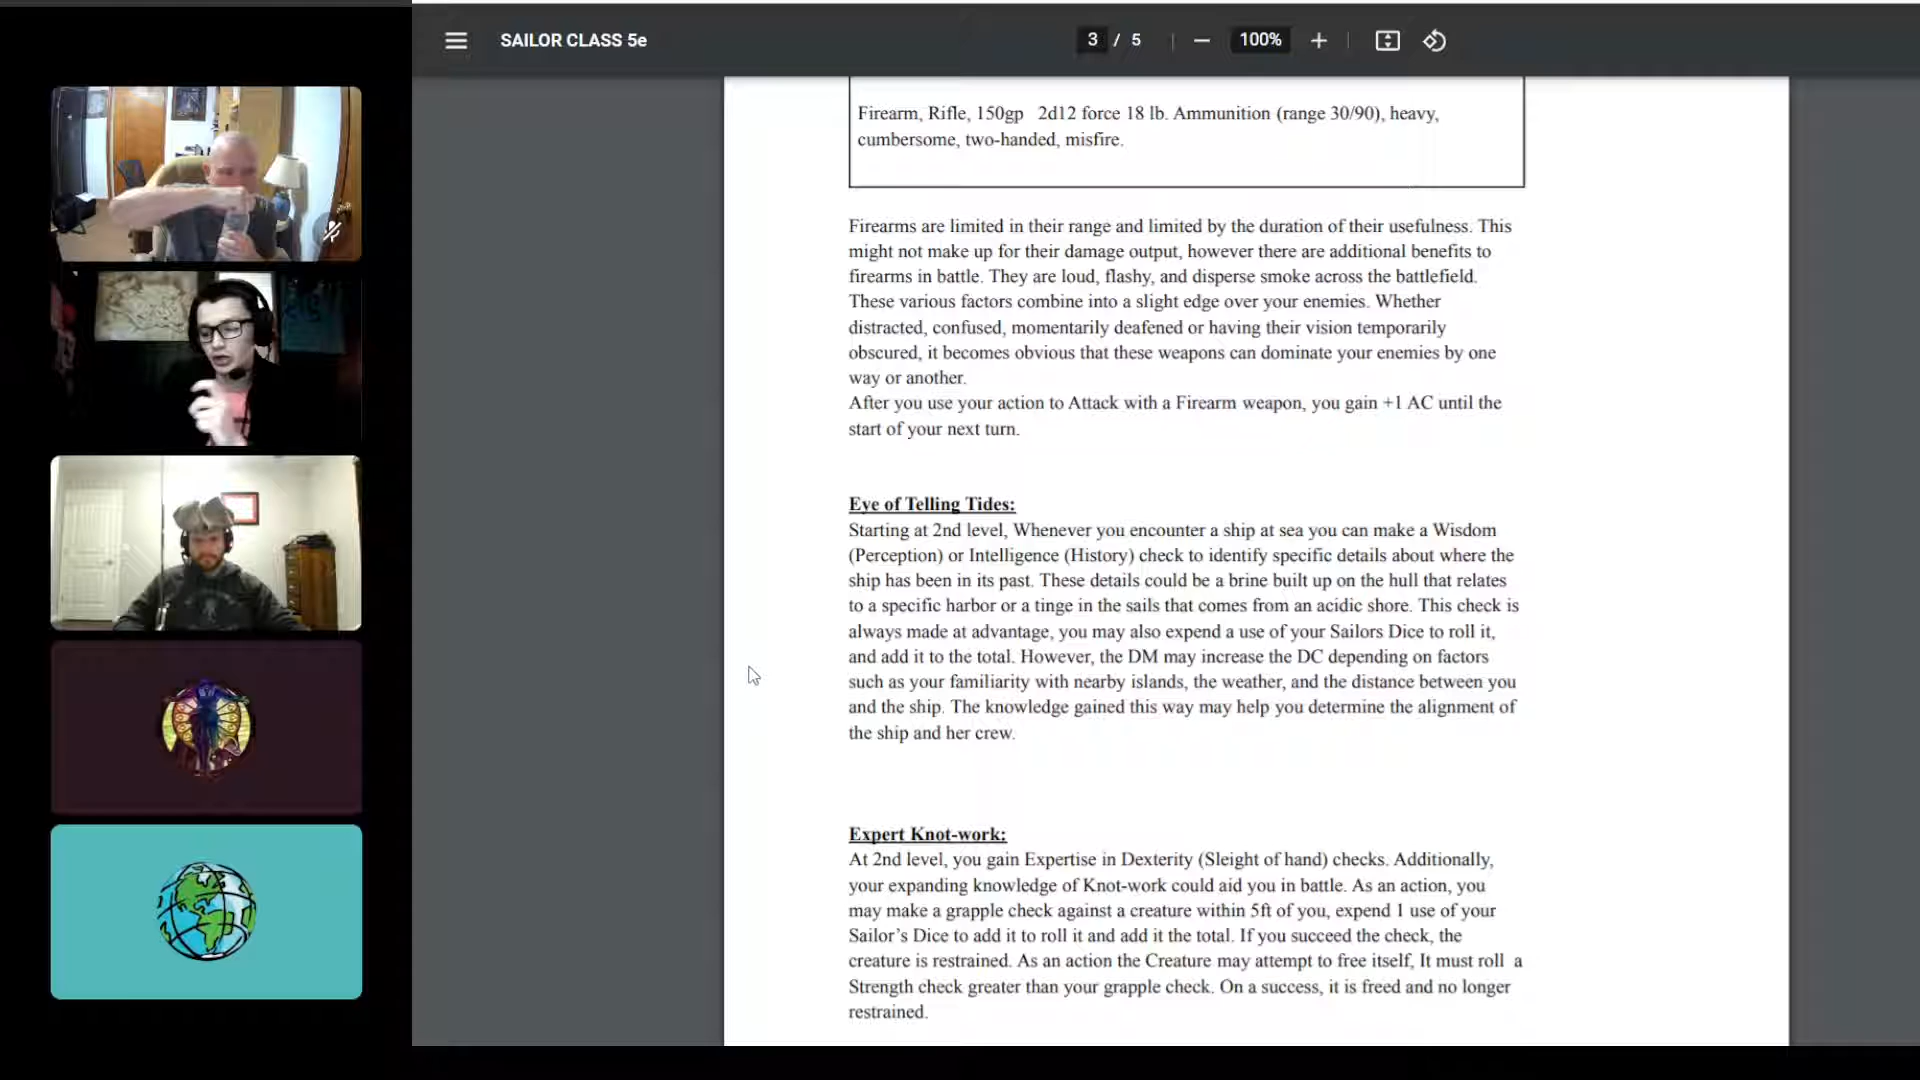 SAILOR CLASS 5e
3 / 5
100%
Firearm, Rifle, 150gp 2d12 force 18 lb. Ammunition (range 30/90), heavy,
cumbersome, two-handed, misfire.
Firearms are limited in their range and limited by the duration of their usefulness. This
might not make up for their damage output, however there are additional benefits to
firearms in battle. They are loud, flashy, and disperse smoke across the battlefield.
These various factors combine into a slight edge over your enemies. Whether
distracted, confused, momentarily deafened or having their vision temporarily
obscured, it becomes obvious that these weapons can dominate your enemies by one
way or another.
After you use your action to Attack with a Firearm weapon, you gain +1 AC until the
start of your next turn.
Eye of Telling Tides:
Starting at 2nd level, Whenever you encounter a ship at sea you can make a Wisdom
(Perception) or Intelligence (History) check to identify specific details about where the
ship has been in its past. These details could be a brine built up on the hull that relates
to a specific harbor or a tinge in the sails that comes from an acidic shore. This check is
always made at advantage, you may also expend a use of your Sailors Dice to roll it,
and add it to the total. However, the DM may increase the DC depending on factors
such as your familiarity with nearby islands, the weather, and the distance between you
and the ship. The knowledge gained this way may help you determine the alignment of
the ship and her crew.
Expert Knot-work:
At 2nd level, you gain Expertise in Dexterity (Sleight of hand) checks. Additionally,
your expanding knowledge of Knot-work could aid you in battle. As an action, you
may make a grapple check against a creature within 5ft of you, expend 1 use of your
Sailor's Dice to add it to roll it and add it the total. If you succeed the check, the
creature is restrained. As an action the Creature may attempt to free itself, It must roll a
Strength check greater than your grapple check. On a success, it is freed and no longer
restrained.